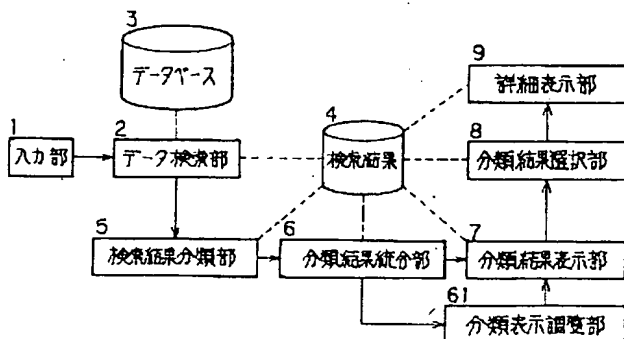 3
データベース
9
詳細表示部
1
入力部
2
データ検索部
4
検索結果
8
分類結果選択部
5
検索結果分類部
6
分類結果統合部
7
分類結果表示部
61
分類表示調整部